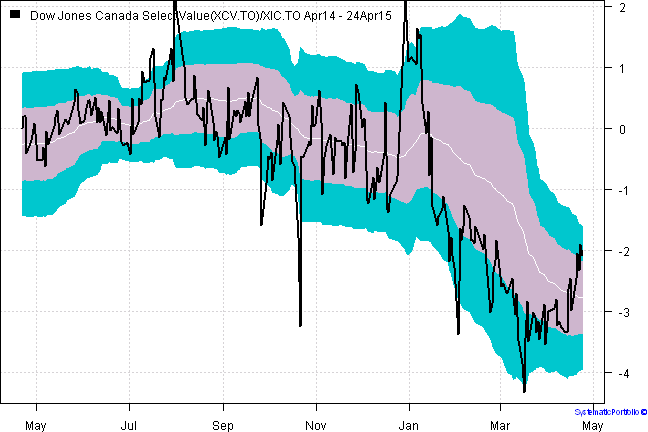 Dow Jones Canada Select Value(XCV.TO)/XIC.TO Apr14 - 24Apr15
2
1
0
-1
-2
-3
-4
May Jul Sep Nov Jan Mar May
SystematicPortfolio ©